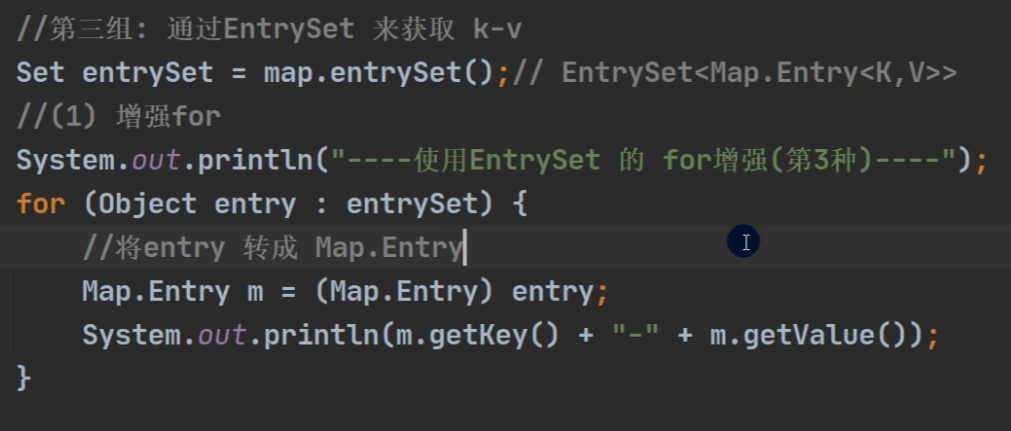 //第三组: 通过EntrySet 来获取 k-v
Set entrySet = map.entrySet();// EntrySet<Map.Entry<K,V>>
//(1) 增强for
System.out.println("----使用EntrySet 的 for增强(第3种)----");
for (Object entry : entrySet) {
    //将entry 转成 Map.Entry
    Map.Entry m = (Map.Entry) entry;
    System.out.println(m.getKey() + "-" + m.getValue());
}